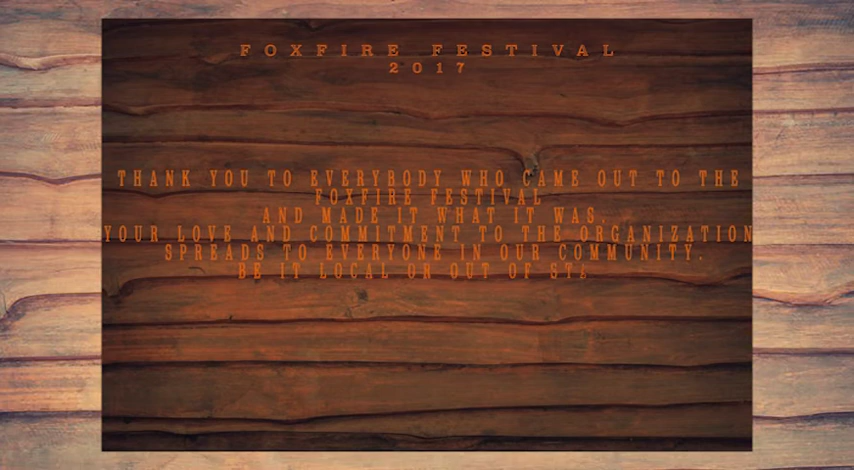 FOXFIRE FESTIVAL
2017
THANK YOU TO EVERYBODY WHO CAME OUT TO THE
FOXFIRE FESTIVAL
AND MADE IT WHAT IT WAS.
YOUR LOVE AND COMMITMENT TO THE ORGANIZATION
SPREADS TO EVERYONE IN OUR COMMUNITY.
BE IT LOCAL OR OUT OF